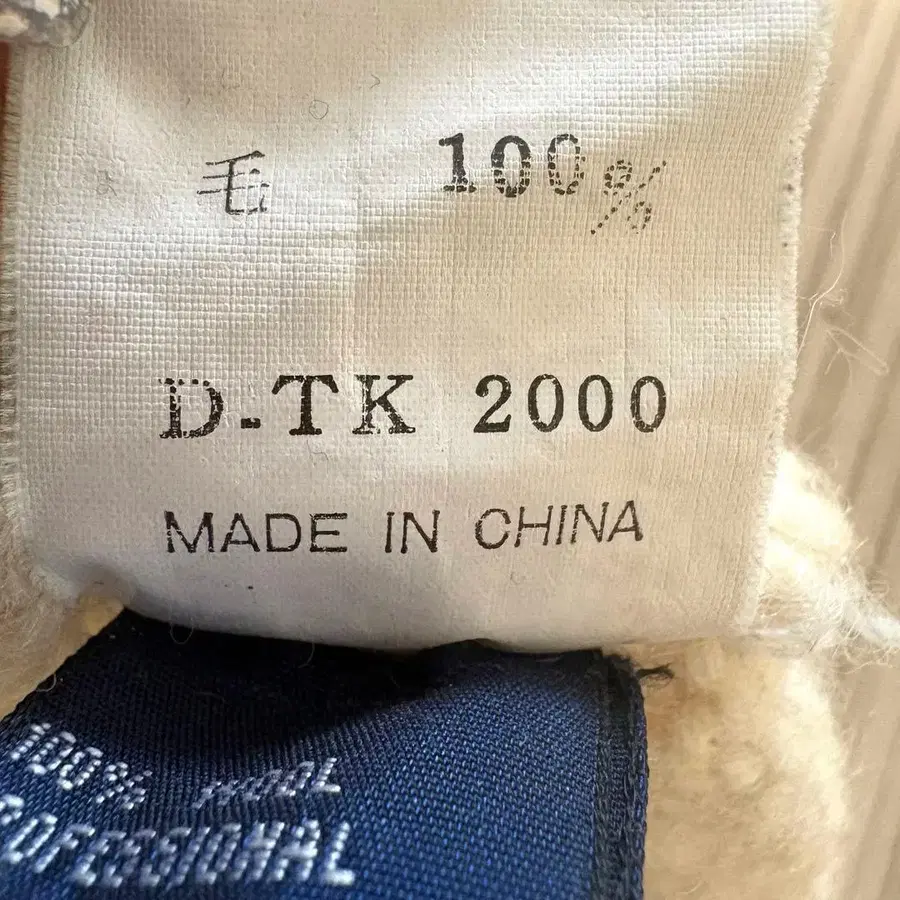 毛 100%
D-TK 2000
MADE IN CHINA
100% WOOL